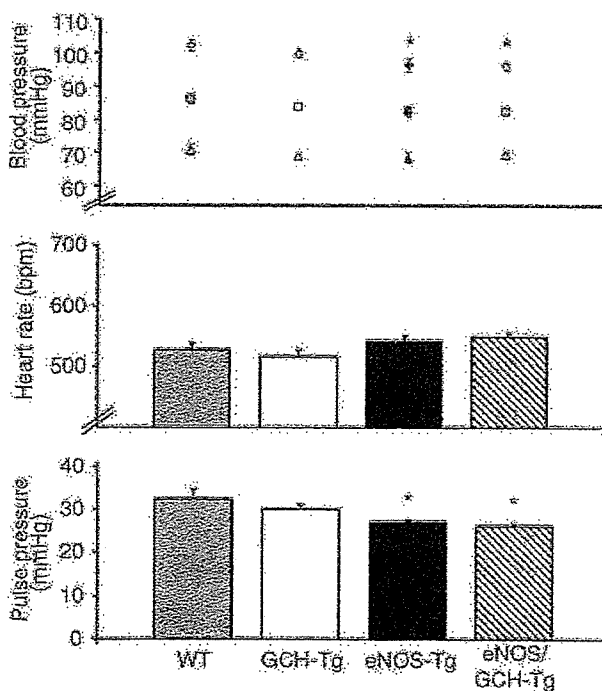 Blood pressure
(mmHg)
110
100
90
80
70
60
*
*
Heart rate (bpm)
700
600
500
Pulse pressure
(mmHg)
40
30
20
10
0
*
*
WT
GCH-Tg
eNOS-Tg
eNOS/
GCH-Tg